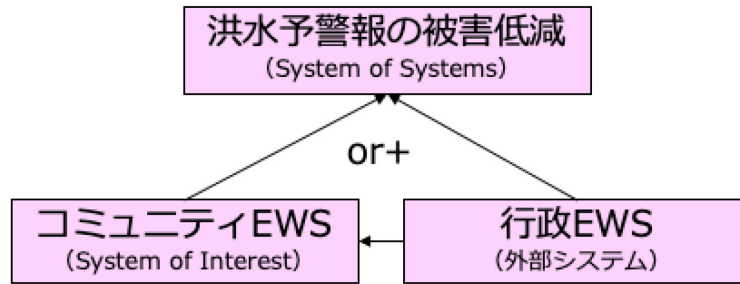 洪水予警報の被害低減
（System of Systems）
or+
コミュニティEWS
（System of Interest）
行政EWS
（外部システム）